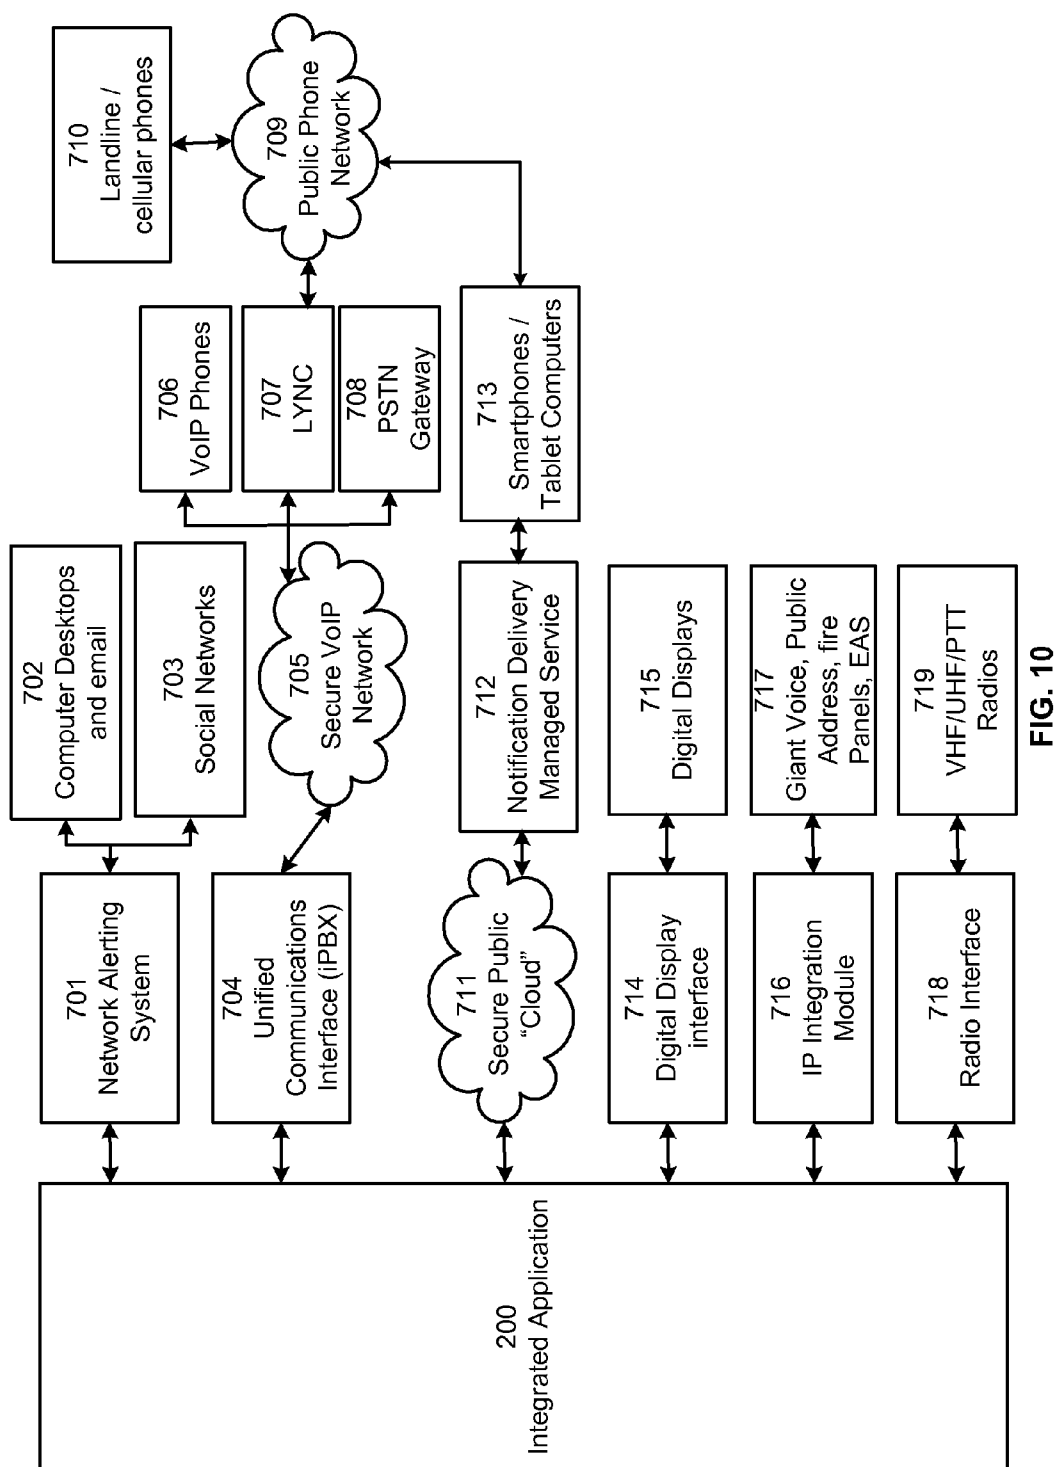 200
Integrated Application
701
Network Alerting
System
702
Computer Desktops
and email
703
Social Networks
704
Unified
Communications
Interface (iPBX)
705
Secure VoIP
Network
706
VoIP Phones
707
LYNC
708
PSTN
Gateway
709
Public Phone
Network
710
Landline /
cellular phones
711
Secure Public
“Cloud”
712
Notification Delivery
Managed Service
713
Smartphones /
Tablet Computers
714
Digital Display
interface
715
Digital Displays
716
IP Integration
Module
717
Giant Voice, Public
Address, fire
Panels, EAS
718
Radio Interface
719
VHF/UHF/PTT
Radios
FIG. 10